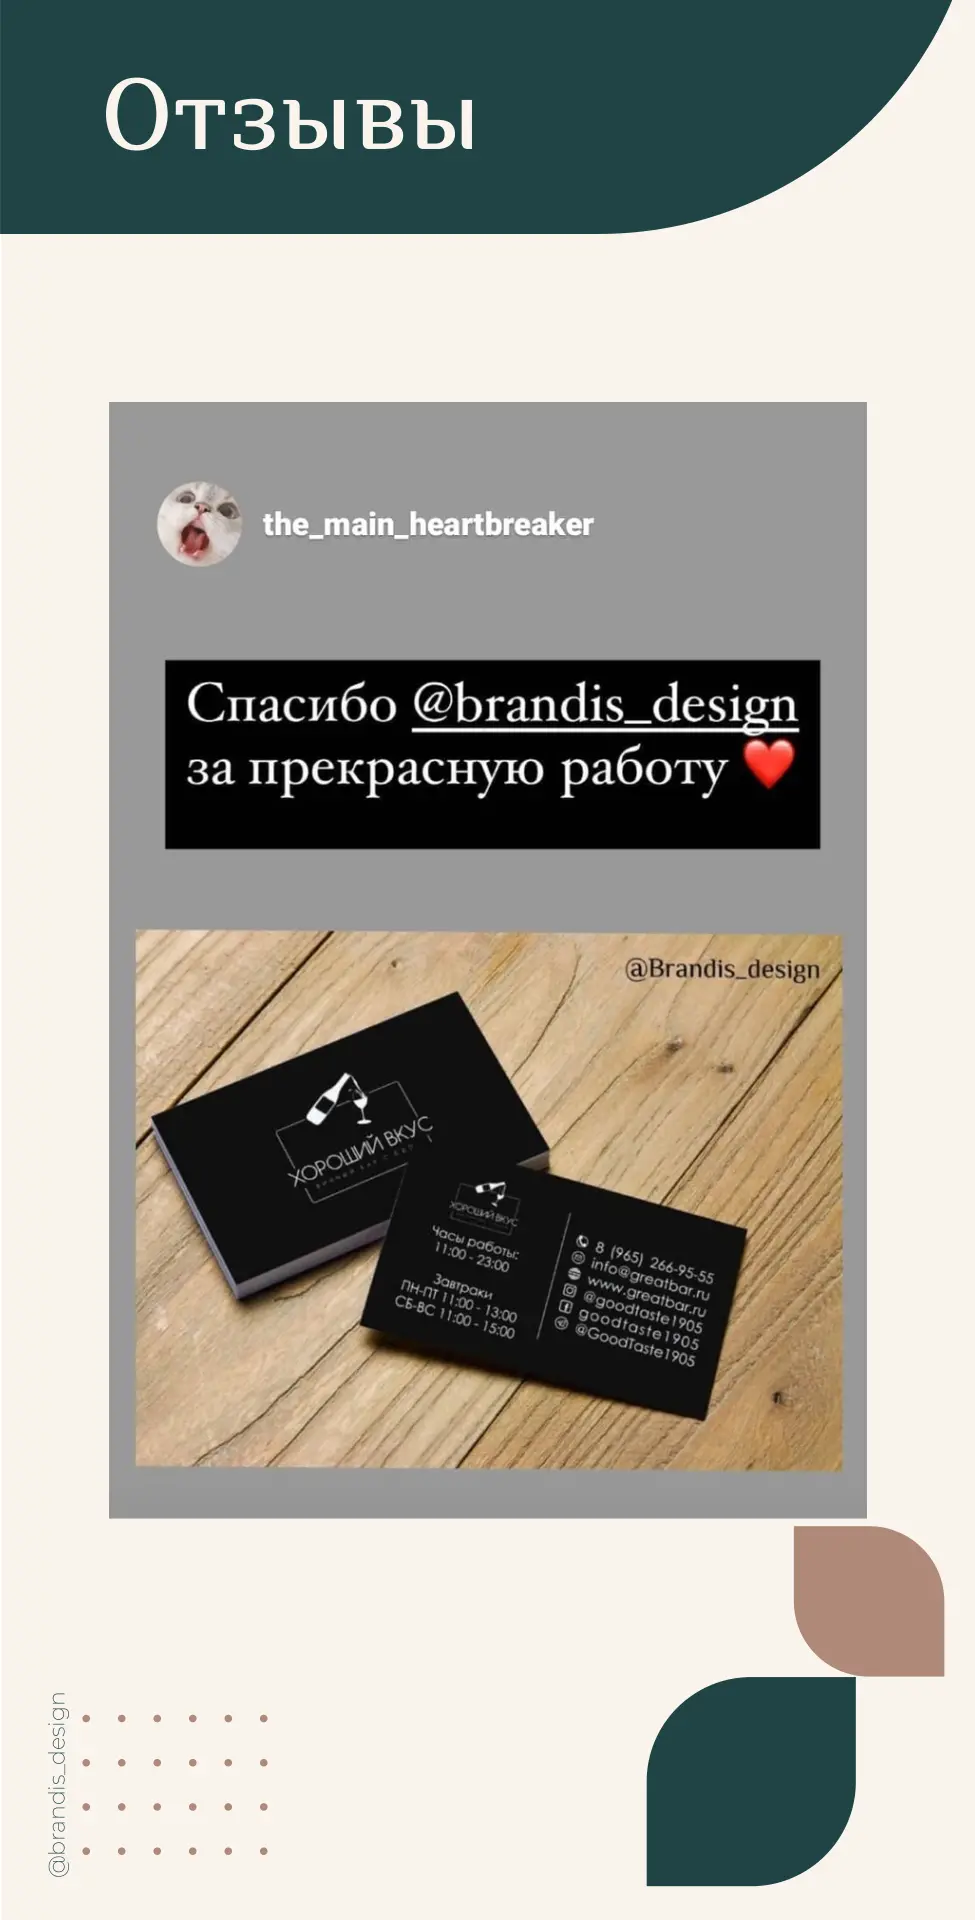 Отзывы
the_main_heartbreaker
Спасибо @brandis_design
за прекрасную работу ❤️
@Brandis_design
ХОРОШИЙ ВКУС
ХОРОШИЙ ВКУС
Часы работы:
11:00 - 23:00
Завтраки
ПН-ПТ 11:00 - 13:00
СБ-ВС 11:00 - 15:00
8 (965) 266-95-55
info@greatbar.ru
www.greatbar.ru
@goodtaste1905
goodtaste1905
@GoodTaste1905
@brandis_design